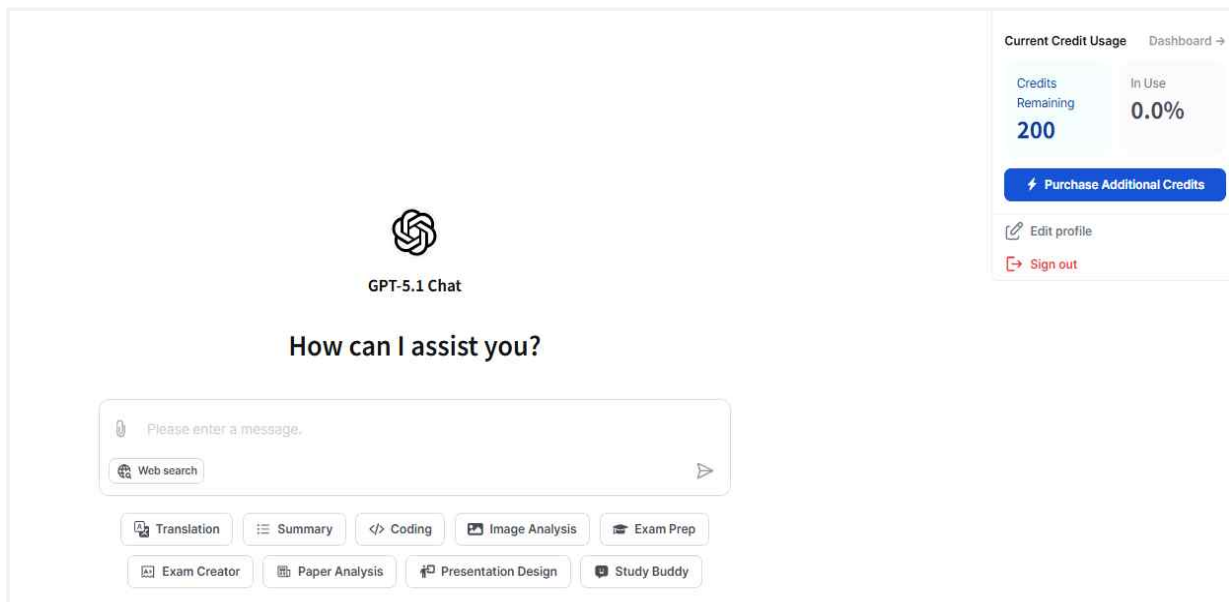 Current Credit Usage Dashboard →
Credits
Remaining
200
In Use
0.0%
Purchase Additional Credits
Edit profile
Sign out
GPT-5.1 Chat
How can I assist you?
Please enter a message.
Web search
Translation Summary </> Coding Image Analysis Exam Prep
Exam Creator Paper Analysis Presentation Design Study Buddy